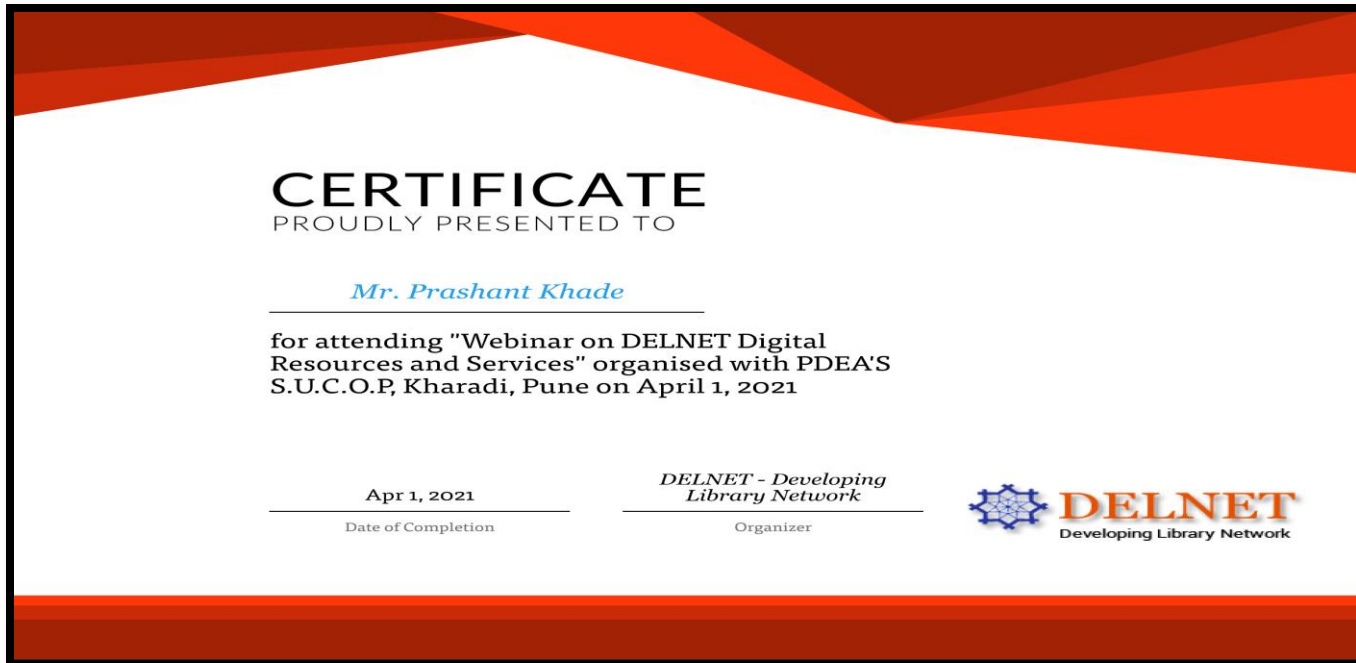 CERTIFICATE
PROUDLY PRESENTED TO
Mr. Prashant Khade
for attending "Webinar on DELNET Digital
Resources and Services" organised with PDEA'S
S.U.C.O.P, Kharadi, Pune on April 1, 2021
Apr 1, 2021
Date of Completion
DELNET - Developing
Library Network
Organizer
DELNET
Developing Library Network